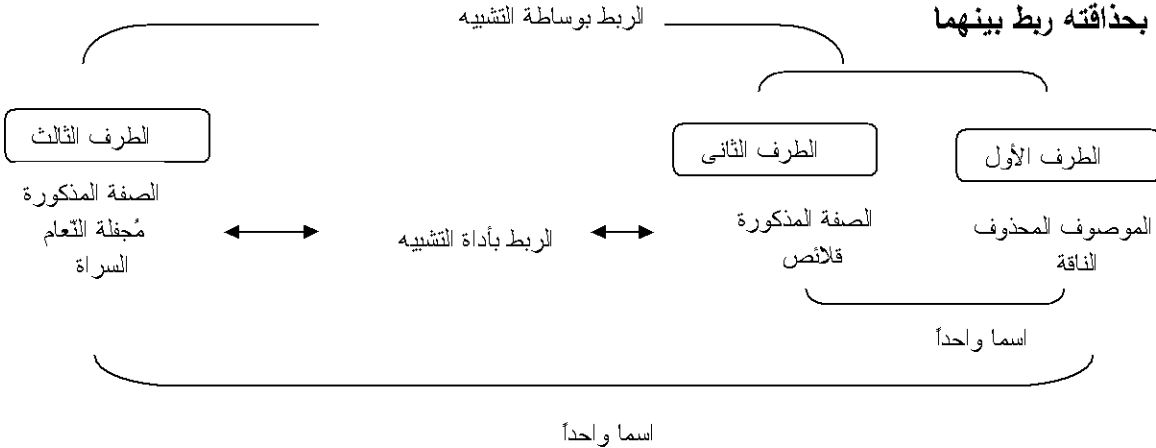 بحذاقته ربط بينهما
الربط بوساطة التشبيه
الطرف الأول
الطرف الثانى
الطرف الثالث
الموصوف المحذوف
الناقة
الصفة المذكورة
قلائص
الربط بأداة التشبيه
الصفة المذكورة
مُجفلة النّعام
السراة
اسما واحداً
اسما واحداً